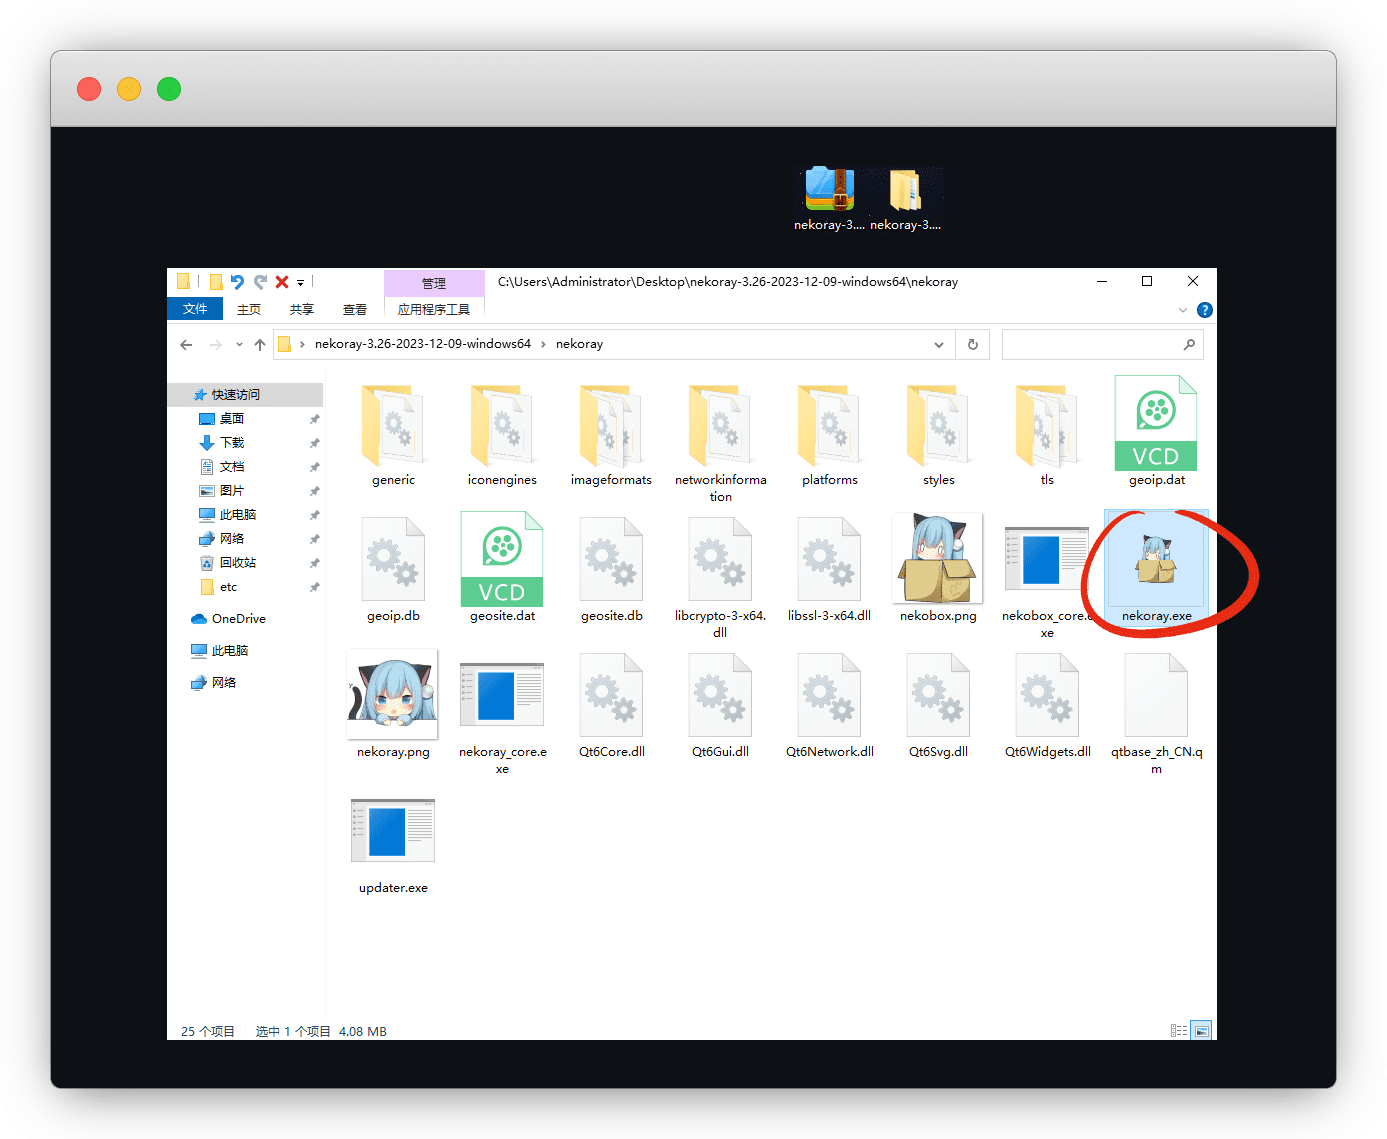 nekoray-3.... nekoray-3....
管理 C:\Users\Administrator\Desktop\nekoray-3.26-2023-12-09-windows64\nekoray
文件 主页 共享 查看 应用程序工具
nekoray-3.26-2023-12-09-windows64 nekoray
快速访问
桌面
下载
文档
图片
此电脑
网络
回收站
etc
OneDrive
此电脑
网络
generic
iconengines
imageformats
networkinforma
tion
platforms
styles
tls
VCD
geoip.dat
geoip.db
VCD
geosite.dat
geosite.db
libcrypto-3-x64.
dll
libssl-3-x64.dll
nekobox.png
nekobox_core.e
xe
nekoray.exe
nekoray.png
nekoray_core.e
xe
Qt6Core.dll
Qt6Gui.dll
Qt6Network.dll
Qt6Svg.dll
Qt6Widgets.dll
qtbase_zh_CN.q
m
updater.exe
25 个项目 选中 1 个项目 4.08 MB